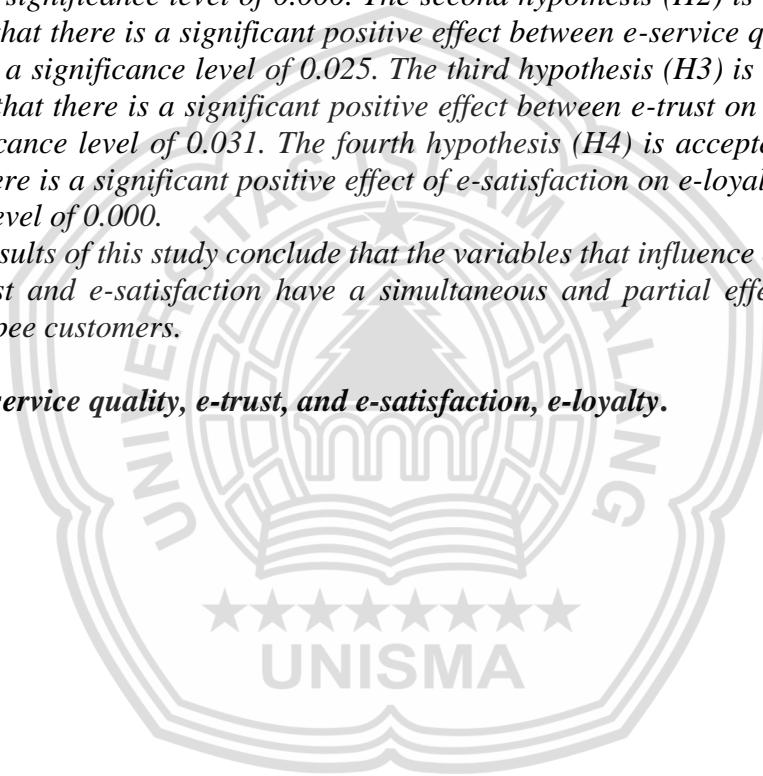 significance level of 0.000. The second hypothesis (H2) is
that there is a significant positive effect between e-service q
a significance level of 0.025. The third hypothesis (H3) is
that there is a significant positive effect between e-trust on
cance level of 0.031. The fourth hypothesis (H4) is accepte
ere is a significant positive effect of e-satisfaction on e-loyal
evel of 0.000.
sults of this study conclude that the variables that influence
st and e-satisfaction have a simultaneous and partial effe
pee customers.
service quality, e-trust, and e-satisfaction, e-loyalty.
UNIVERSITAS ISLAM MALANG
UNISMA